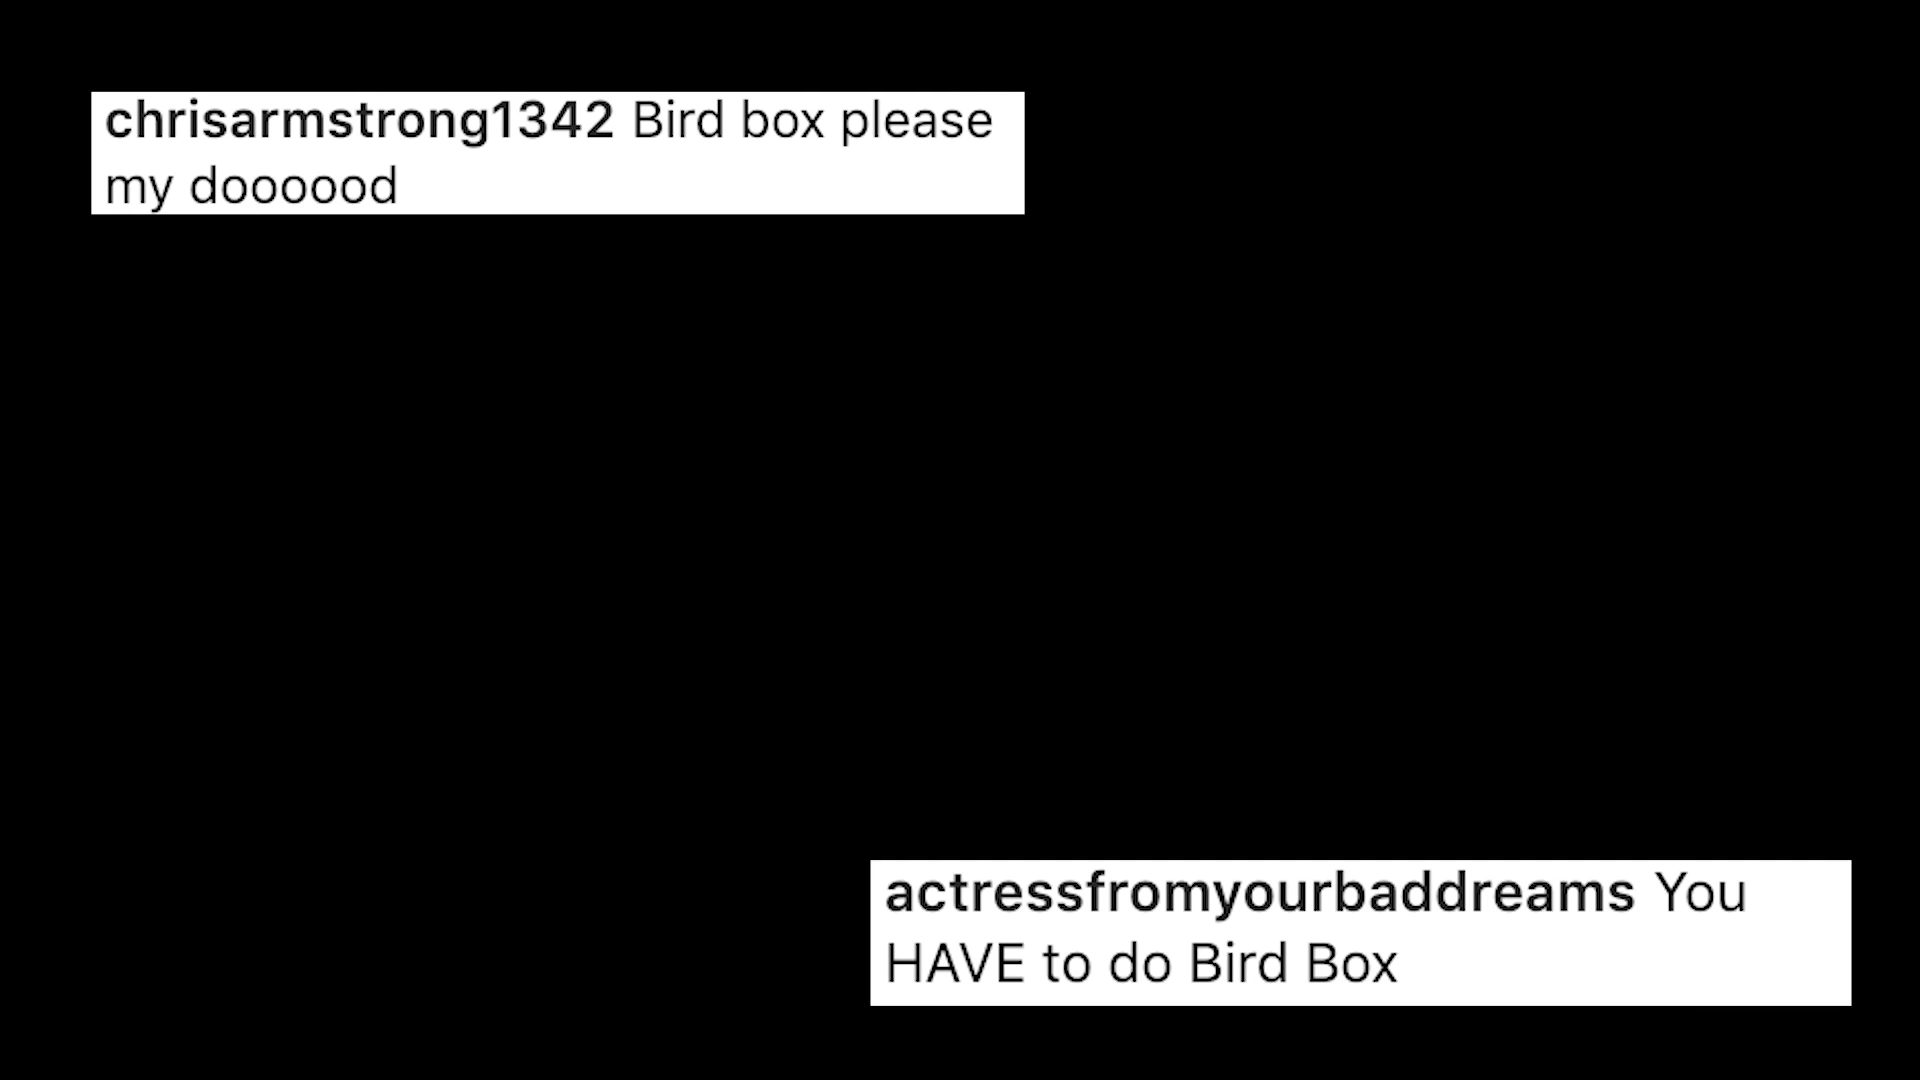 chrisarmstrong1342 Bird box please
my doooood
actressfromyourbaddreams You
HAVE to do Bird Box